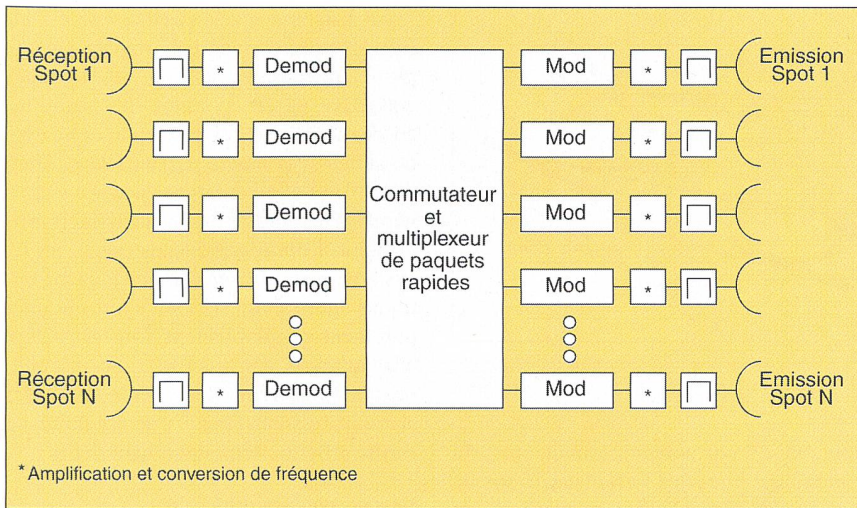 Réception
Spot 1
*
Demod
Mod
*
Emission
Spot 1
*
Demod
Mod
*
*
Demod
Commutateur
et
multiplexeur
de paquets
rapides
Mod
*
*
Demod
Mod
*
Réception
Spot N
*
Demod
Mod
*
Emission
Spot N
* Amplification et conversion de fréquence